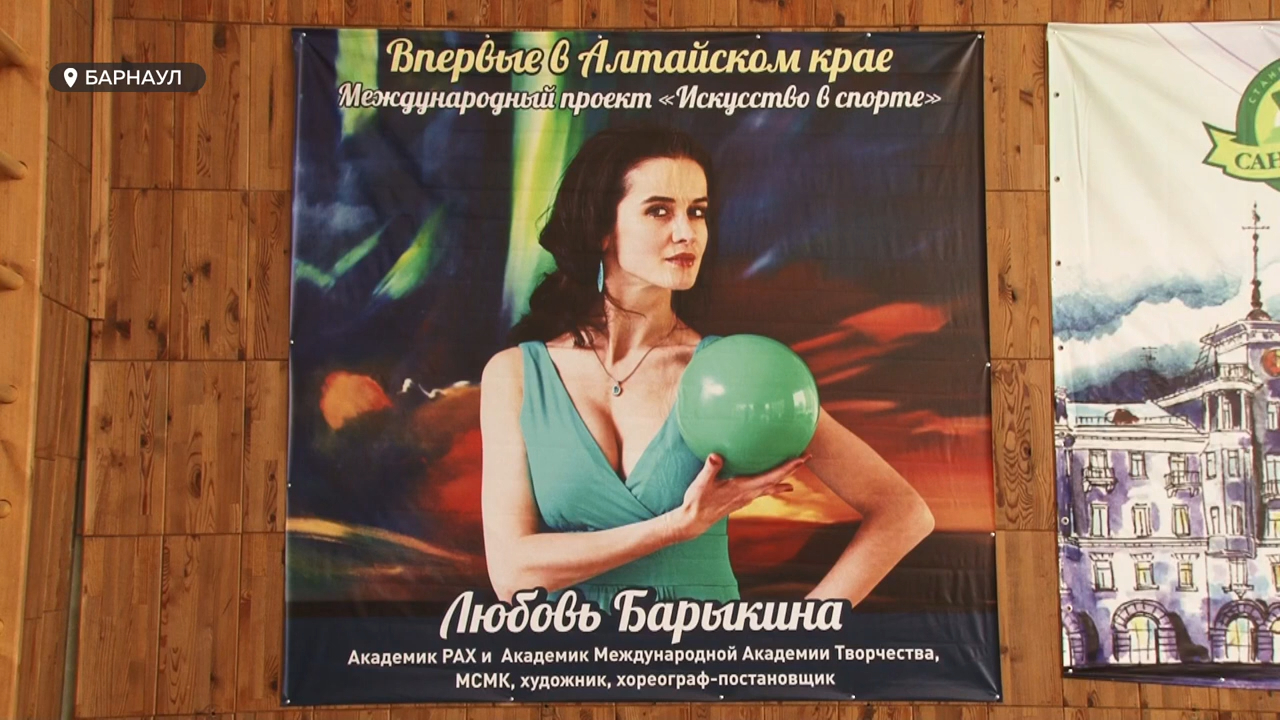 БАРНАУЛ
Впервые в Алтайском крае
Международный проект «Искусство в спорте»
Любовь Барыкина
Академик РАХ и Академик Международной Академии Творчества,
МСМК, художник, хореограф-постановщик